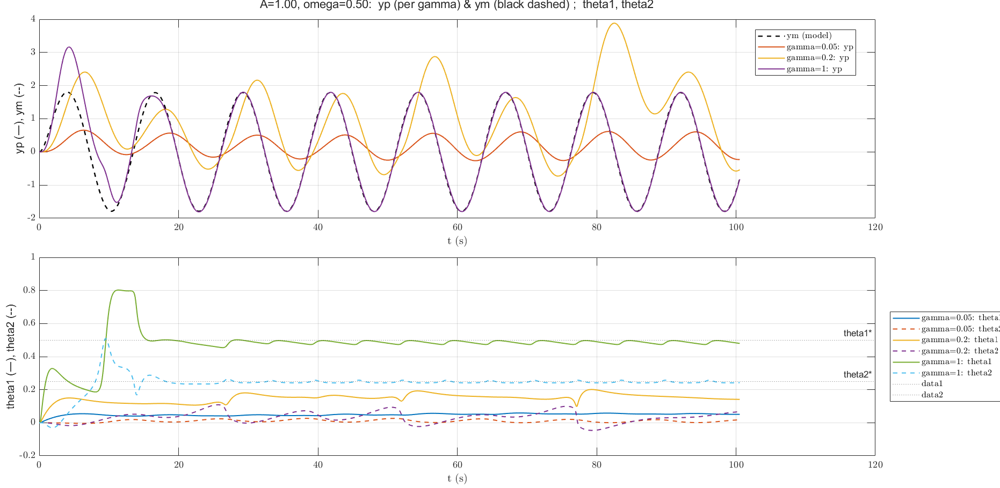 A=1.00, omega=0.50: yp (per gamma) & ym (black dashed) ; theta1, theta2
yp (—), ym (--)
4
3
2
1
0
-1
-2
0 20 40 60 80 100 120
t (s)
ym (model)
gamma=0.05: yp
gamma=0.2: yp
gamma=1: yp
theta1 (—), theta2 (--)
1
0.8
0.6
0.4
0.2
0
-0.2
theta1*
theta2*
0 20 40 60 80 100 120
t (s)
gamma=0.05: theta1
gamma=0.05: theta2
gamma=0.2: theta1
gamma=0.2: theta2
gamma=1: theta1
gamma=1: theta2
data1
data2